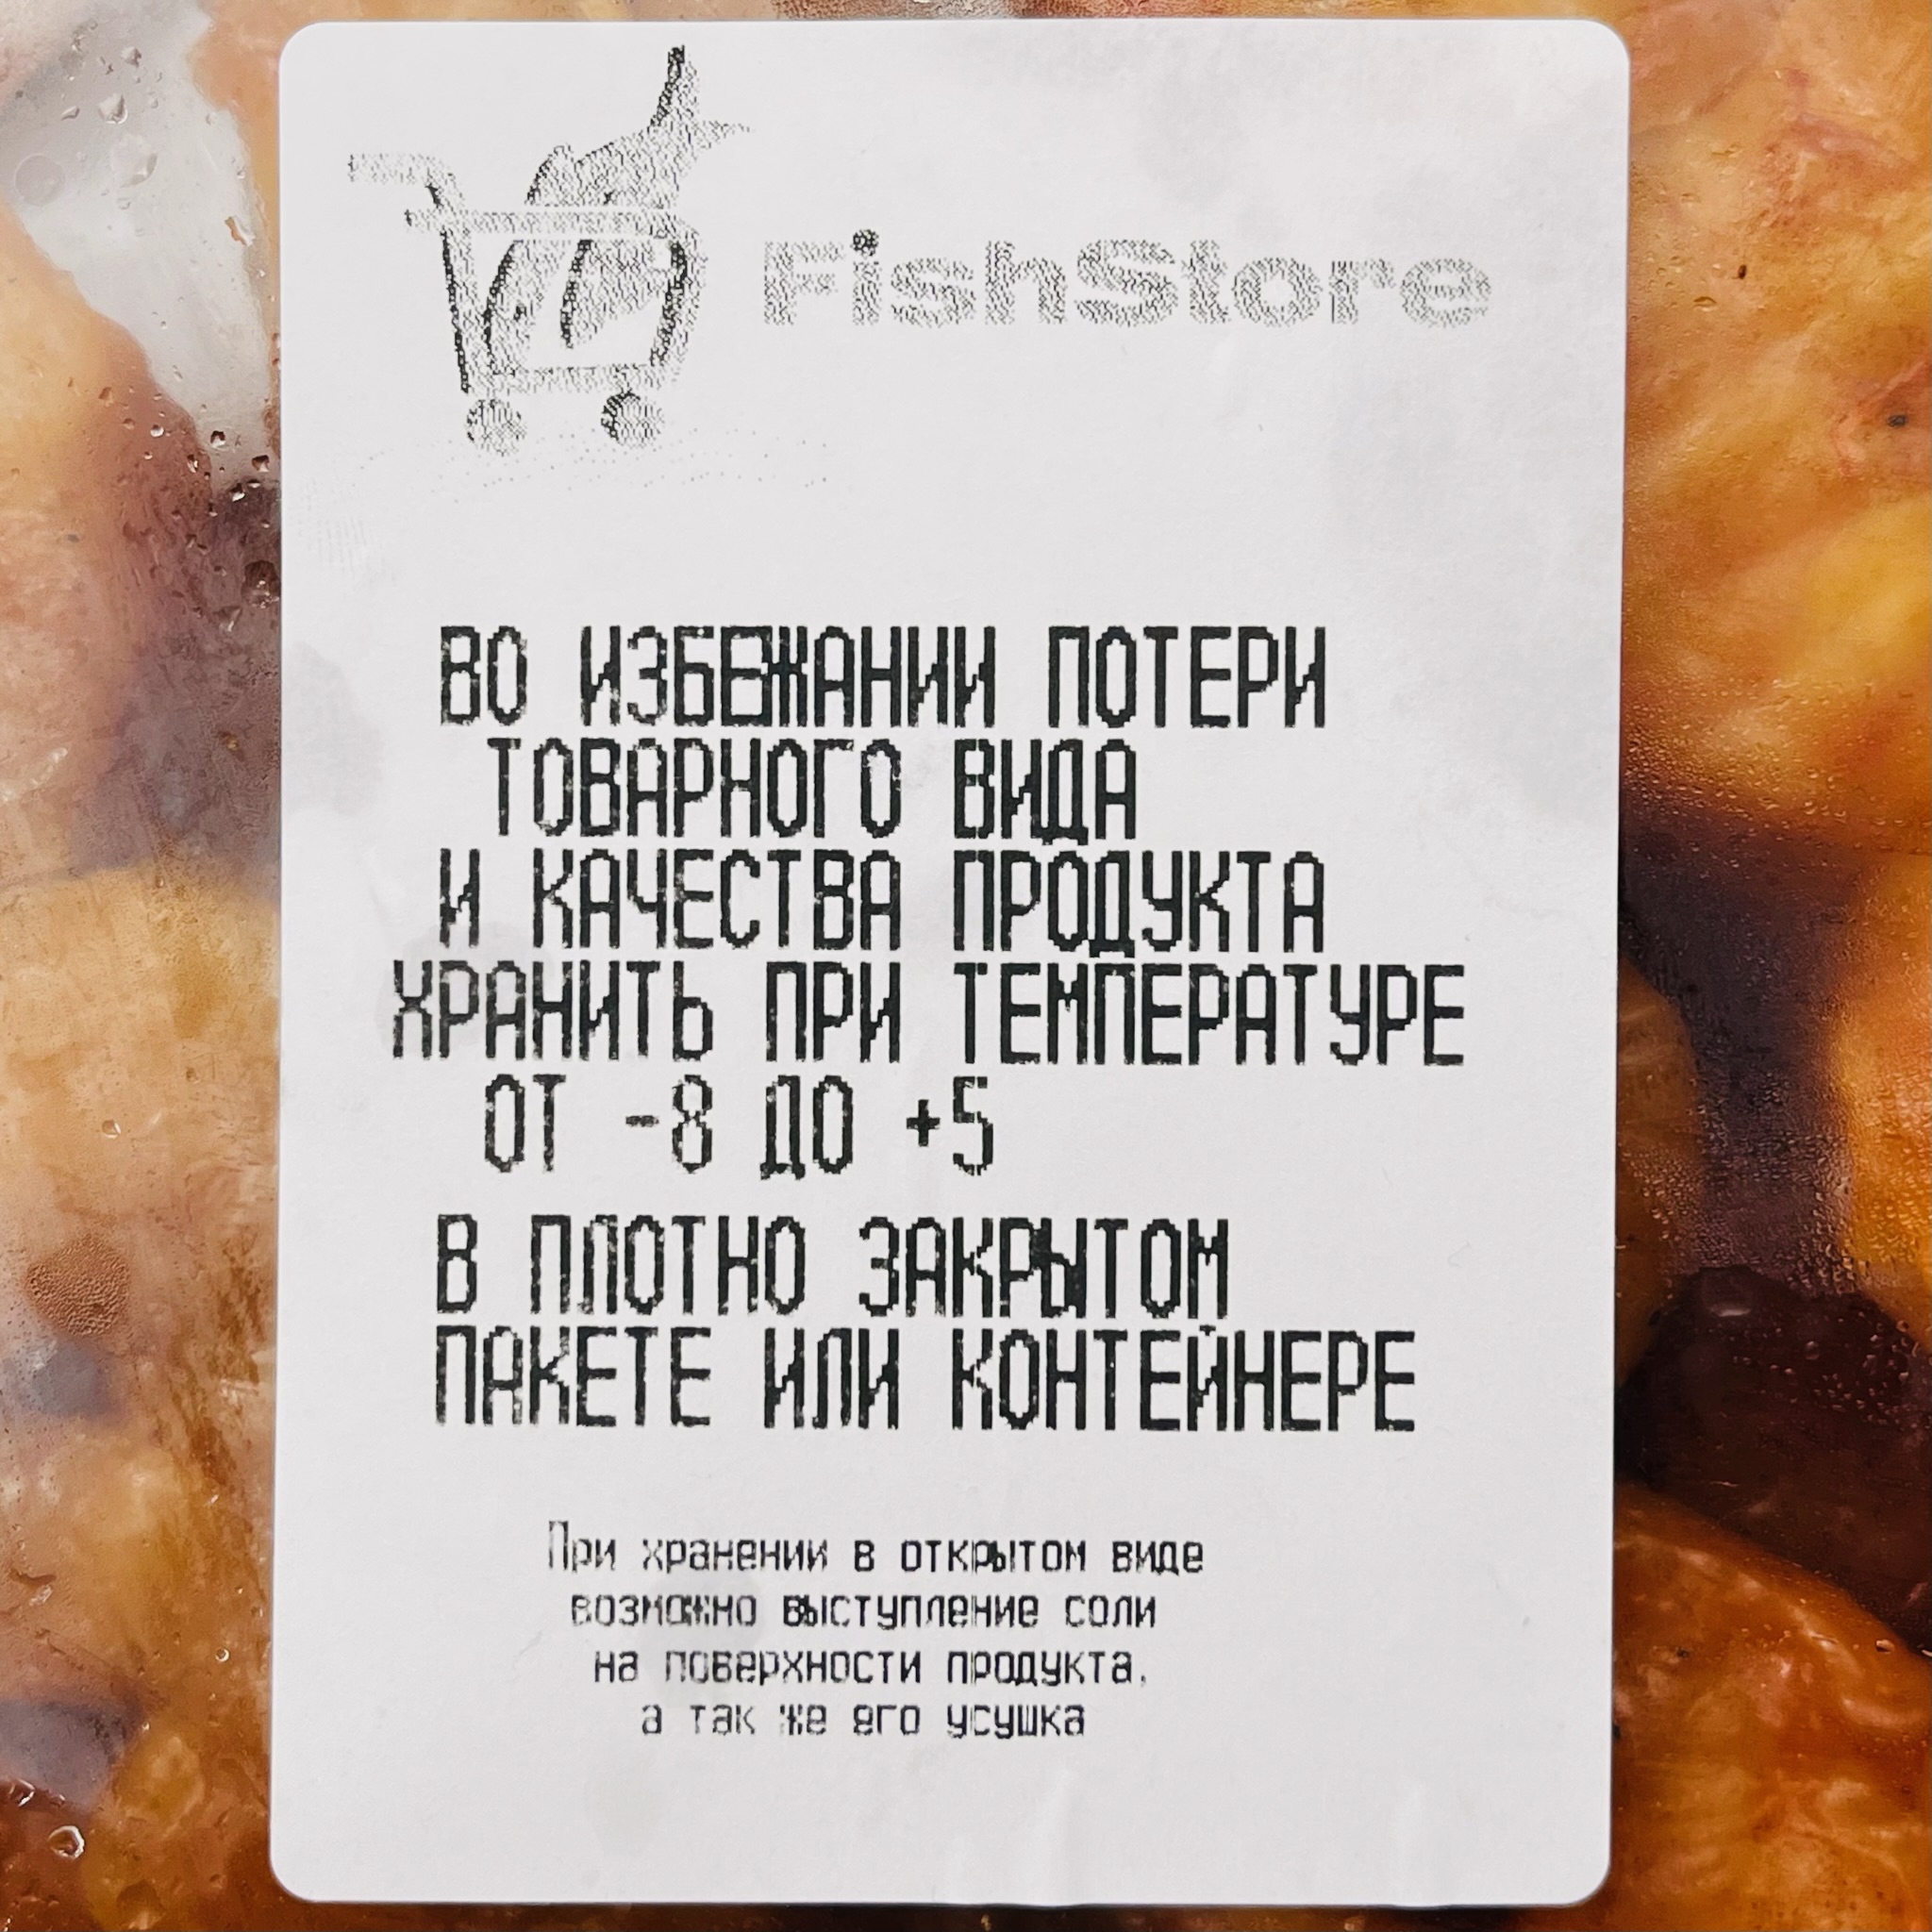 FishStore
ВО ИЗБЕЖАНИИ ПОТЕРИ
ТОВАРНОГО ВИДА
И КАЧЕСТВА ПРОДУКТА
ХРАНИТЬ ПРИ ТЕМПЕРАТУРЕ
ОТ -8 ДО +5
В ПЛОТНО ЗАКРЫТОМ
ПАКЕТЕ ИЛИ КОНТЕЙНЕРЕ
При хранении в открытом виде
возможно выступление соли
на поверхности продукта,
а так же его усушка